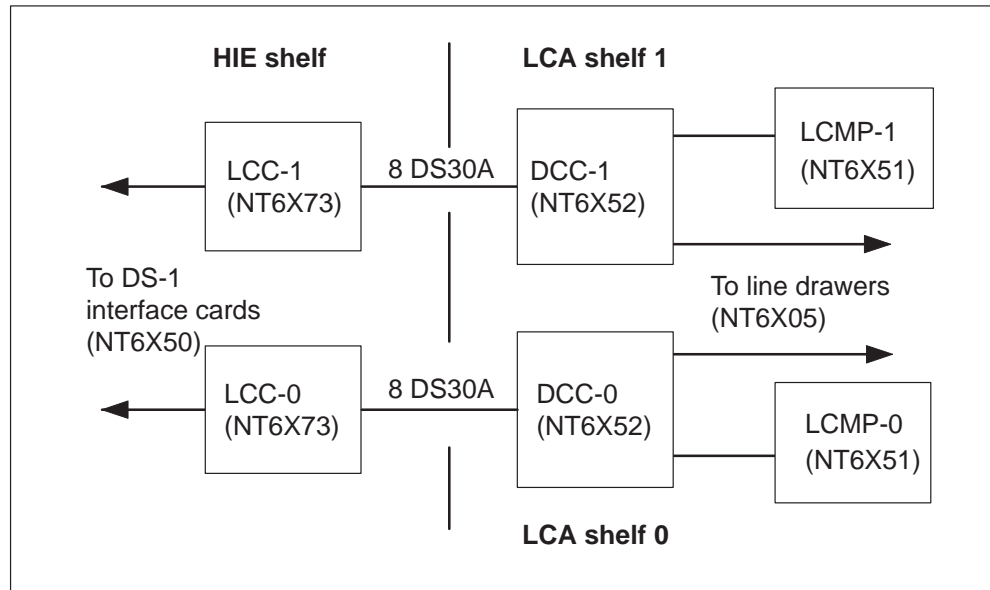 HIE shelf
LCA shelf 1
LCC-1
(NT6X73)
8 DS30A
DCC-1
(NT6X52)
LCMP-1
(NT6X51)
To DS-1
interface cards
(NT6X50)
To line drawers
(NT6X05)
LCC-0
(NT6X73)
8 DS30A
DCC-0
(NT6X52)
LCMP-0
(NT6X51)
LCA shelf 0